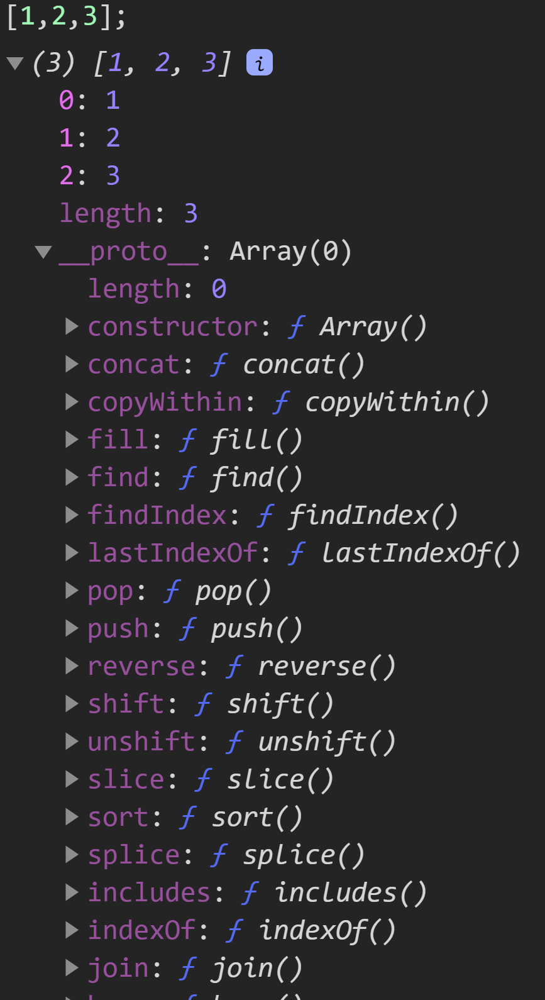 [1,2,3];
(3) [1, 2, 3] i
0: 1
1: 2
2: 3
length: 3
__proto__: Array(0)
length: 0
constructor: ƒ Array()
concat: ƒ concat()
copyWithin: ƒ copyWithin()
fill: ƒ fill()
find: ƒ find()
findIndex: ƒ findIndex()
lastIndexOf: ƒ lastIndexOf()
pop: ƒ pop()
push: ƒ push()
reverse: ƒ reverse()
shift: ƒ shift()
unshift: ƒ unshift()
slice: ƒ slice()
sort: ƒ sort()
splice: ƒ splice()
includes: ƒ includes()
indexOf: ƒ indexOf()
join: ƒ join()